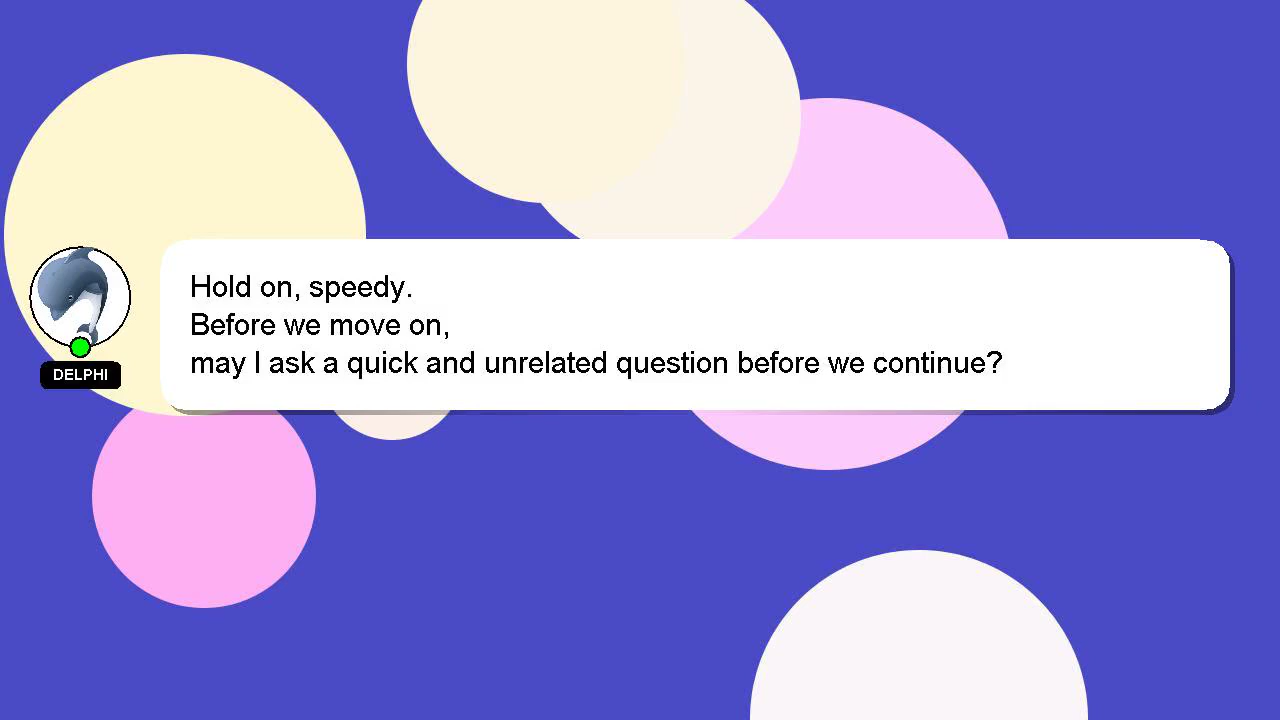 Hold on, speedy.
Before we move on,
may I ask a quick and unrelated question before we continue?
DELPHI